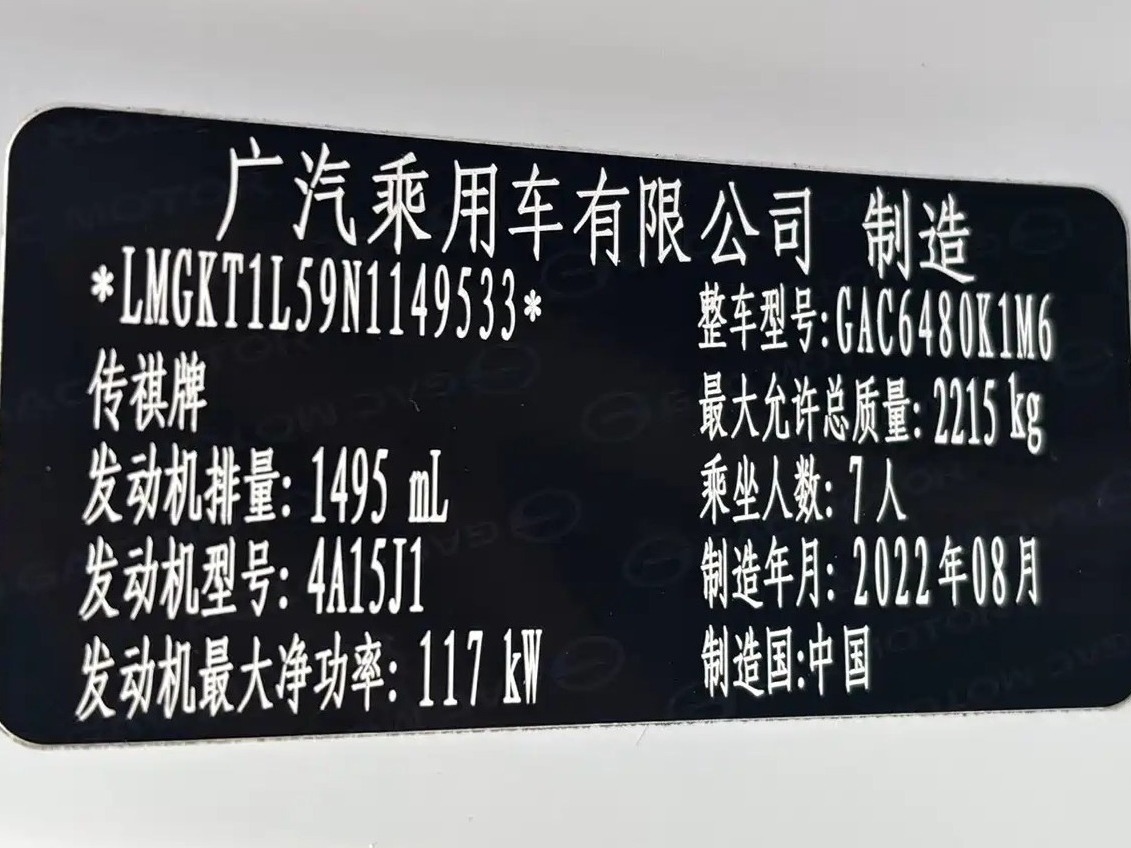 广汽乘用车有限公司 制造
*LMGKT1L59N1149533*
整车型号:GAC6480K1M6
传祺牌
最大允许总质量: 2215 kg
发动机排量: 1495 mL
乘坐人数: 7人
发动机型号: 4A15J1
制造年月: 2022年08月
发动机最大净功率: 117 kW
制造国:中国